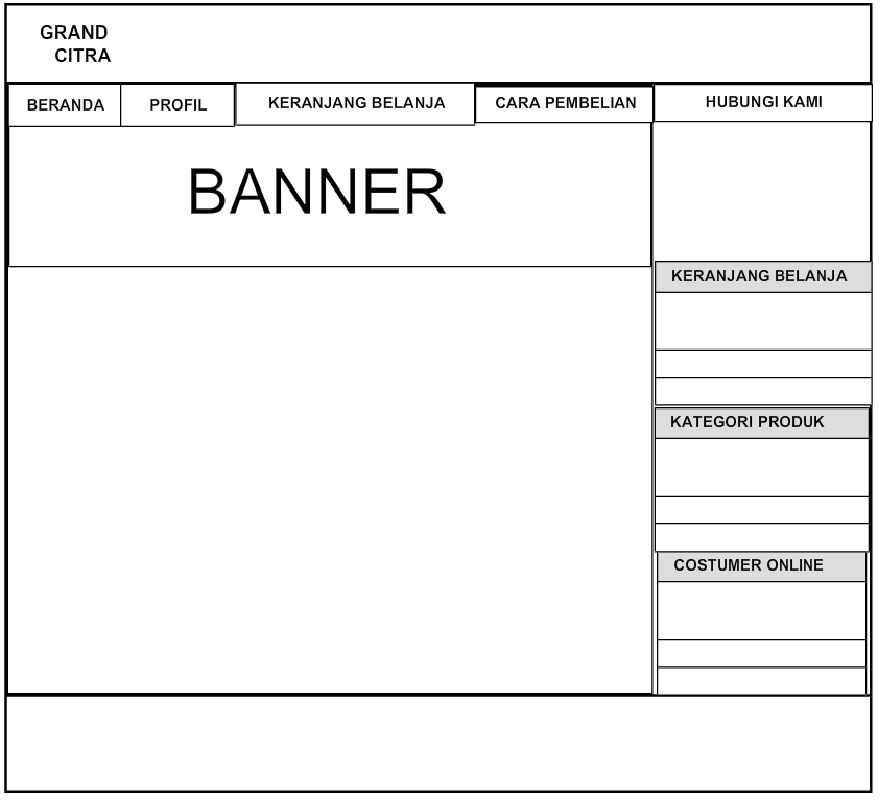 GRAND
CITRA
BERANDA
PROFIL
KERANJANG BELANJA
CARA PEMBELIAN
HUBUNGI KAMI
BANNER
KERANJANG BELANJA
KATEGORI PRODUK
COSTUMER ONLINE